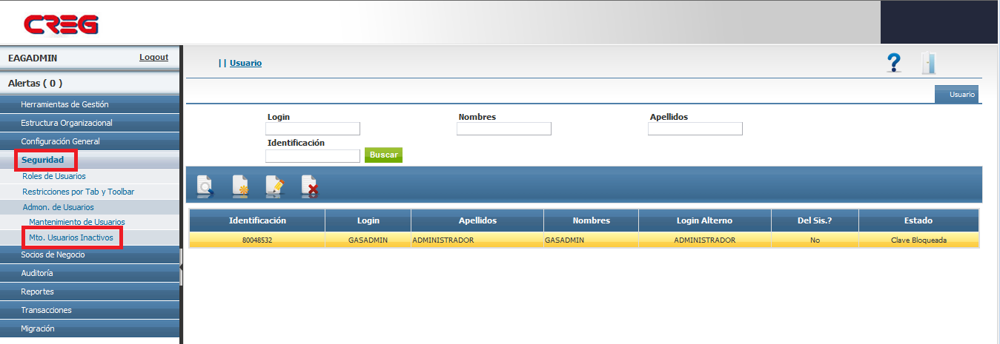 CREG
EAGADMIN Logout
Alertas ( 0 )
Herramientas de Gestión
Estructura Organizacional
Configuración General
Seguridad
Roles de Usuarios
Restricciones por Tab y Toolbar
Admon. de Usuarios
Mantenimiento de Usuarios
Mto. Usuarios Inactivos
Socios de Negocio
Auditoría
Reportes
Transacciones
Migración
|| Usuario
?
Usuario
Login Nombres Apellidos
Identificación
Buscar
Identificación Login Apellidos Nombres Login Alterno Del Sis.? Estado
80048532 GASADMIN ADMINISTRADOR GASADMIN ADMINISTRADOR No Clave Bloqueada